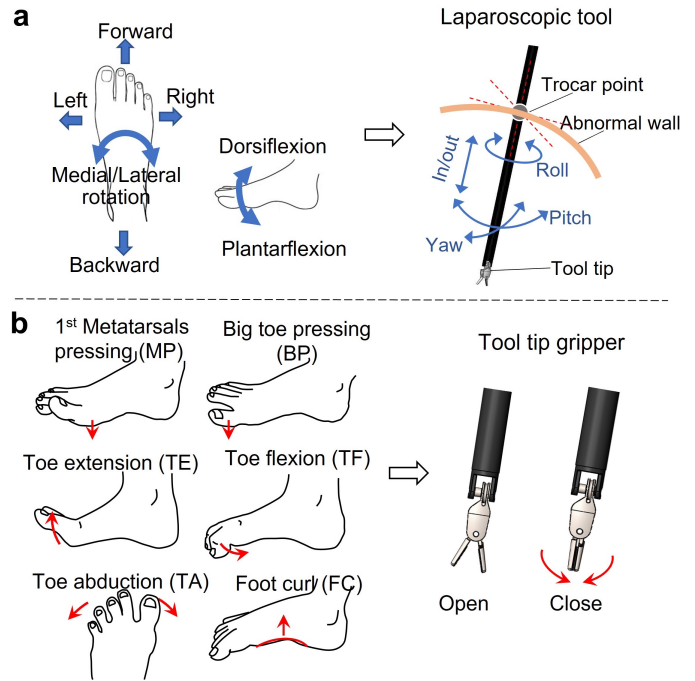 a
Laparoscopic tool
Forward
Left
Right
Medial/Lateral
rotation
Backward
Dorsiflexion
Plantarflexion
Trocar point
Abnormal wall
In/out
Roll
Pitch
Yaw
Tool tip
b
1st Metatarsals
pressing (MP)
Big toe pressing
(BP)
Tool tip gripper
Toe extension (TE)
Toe flexion (TF)
Toe abduction (TA)
Foot curl (FC)
Open
Close